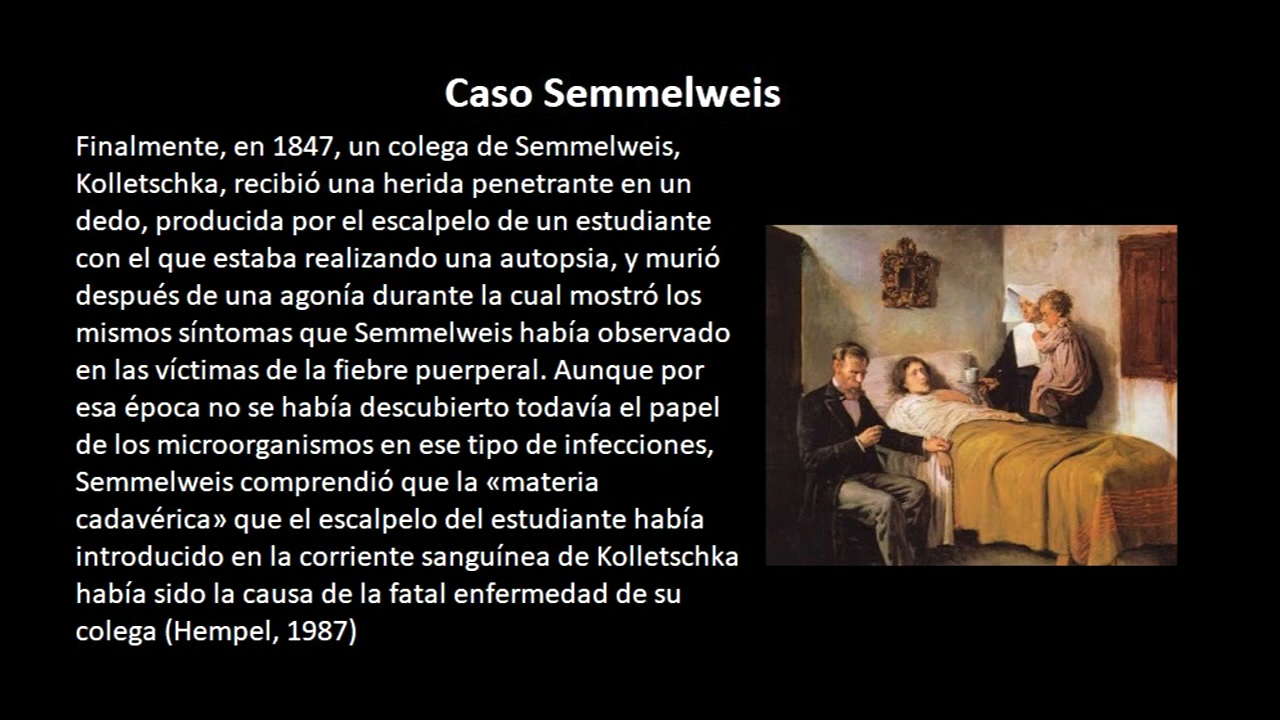 Caso Semmelweis
Finalmente, en 1847, un colega de Semmelweis,
Kolletschka, recibió una herida penetrante en un
dedo, producida por el escalpelo de un estudiante
con el que estaba realizando una autopsia, y murió
después de una agonía durante la cual mostró los
mismos síntomas que Semmelweis había observado
en las víctimas de la fiebre puerperal. Aunque por
esa época no se había descubierto todavía el papel
de los microorganismos en ese tipo de infecciones,
Semmelweis comprendió que la «materia
cadavérica» que el escalpelo del estudiante había
introducido en la corriente sanguínea de Kolletschka
había sido la causa de la fatal enfermedad de su
colega (Hempel, 1987)